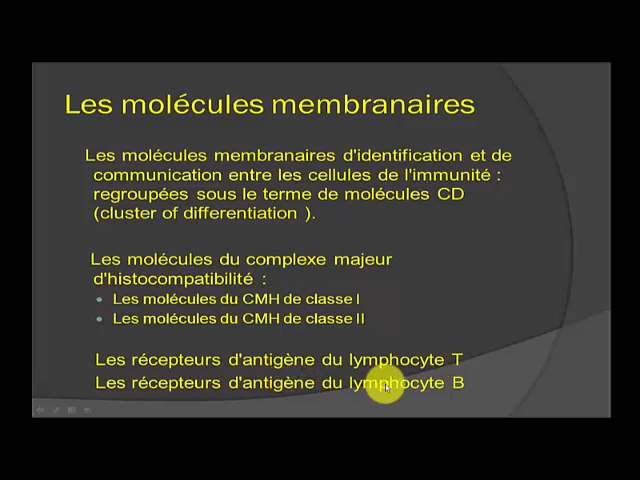 Les molécules membranaires
Les molécules membranaires d'identification et de
communication entre les cellules de l'immunité :
regroupées sous le terme de molécules CD
(cluster of differentiation ).
Les molécules du complexe majeur
d'histocompatibilité :
• Les molécules du CMH de classe I
• Les molécules du CMH de classe II
Les récepteurs d'antigène du lymphocyte T
Les récepteurs d'antigène du lymphocyte B